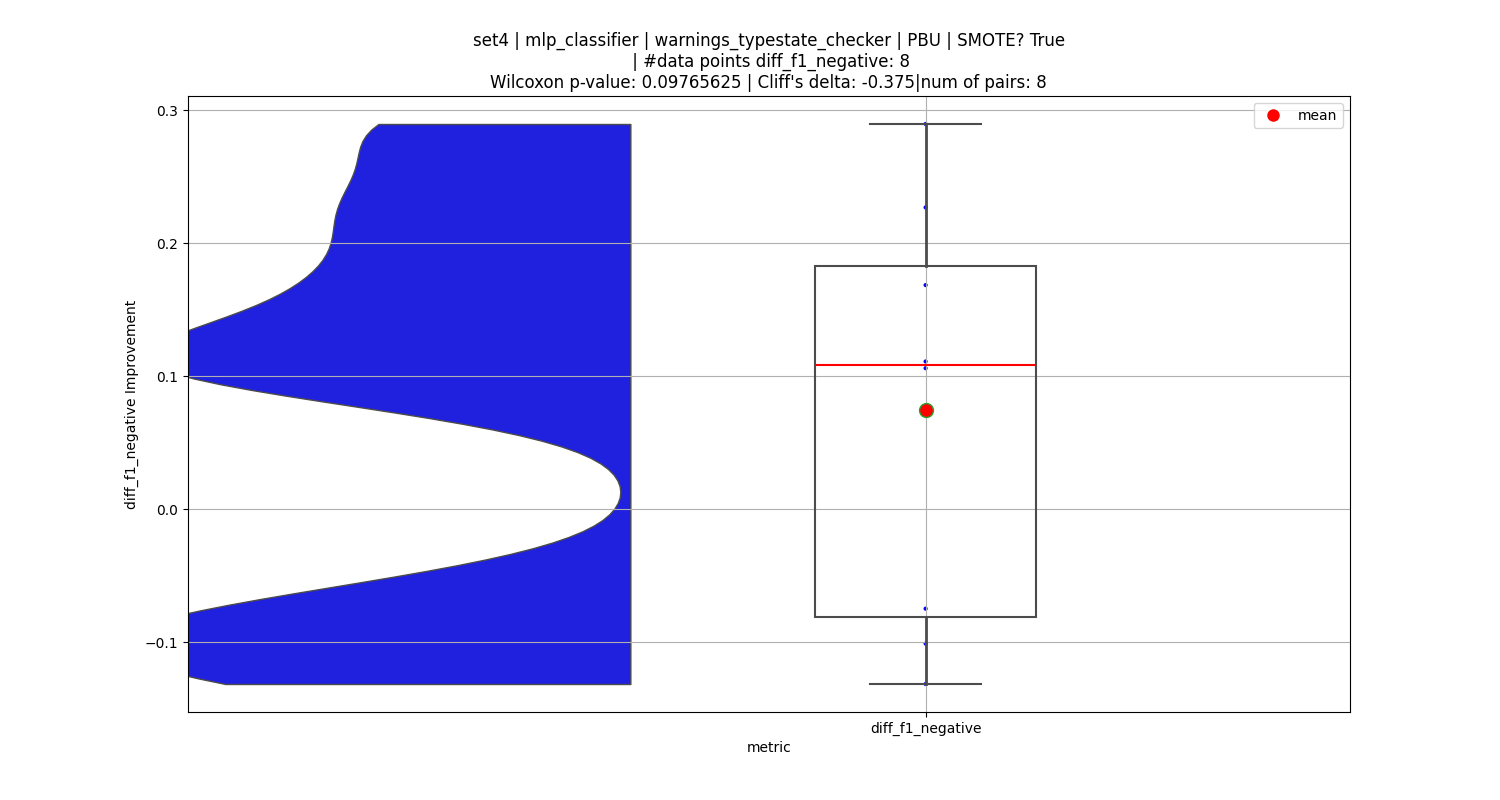 set4 | mlp_classifier | warnings_typestate_checker | PBU | SMOTE? True
| #data points diff_f1_negative: 8
Wilcoxon p-value: 0.09765625 | Cliff's delta: -0.375|num of pairs: 8
mean
0.3
0.2
0.1
0.0
−0.1
diff_f1_negative Improvement
diff_f1_negative
metric